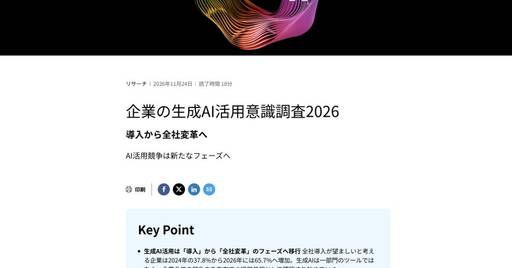 リサーチ | 2026年11月24日 | 読了時間 18分
企業の生成AI活用意識調査2026
導入から全社変革へ
AI活用競争は新たなフェーズへ
印刷
Key Point
生成AI活用は「導入」から「全社変革」のフェーズへ移行 全社導入が望ましいと考え
る企業は2024年の37.8%から2026年には65.7%へ増加。生成AIは一部門のツールでは